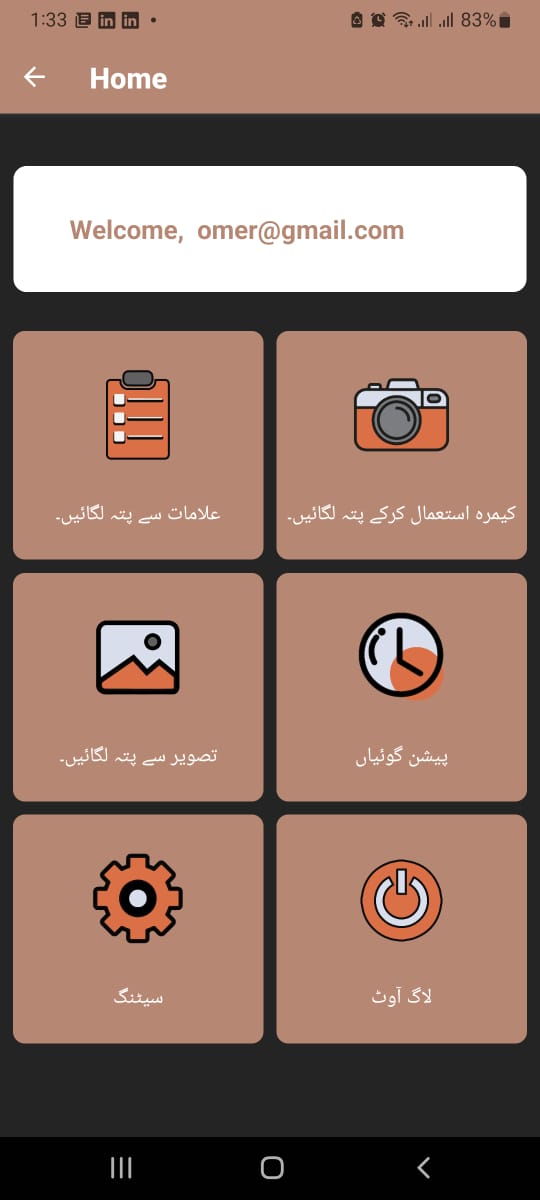 1:33 83%
Home
Welcome, omer@gmail.com
علامات سے پتہ لگائیں۔
کیمرہ استعمال کرکے پتہ لگائیں۔
تصویر سے پتہ لگائیں۔
پیشن گوئیاں
سیٹنگ
لاگ آوٹ